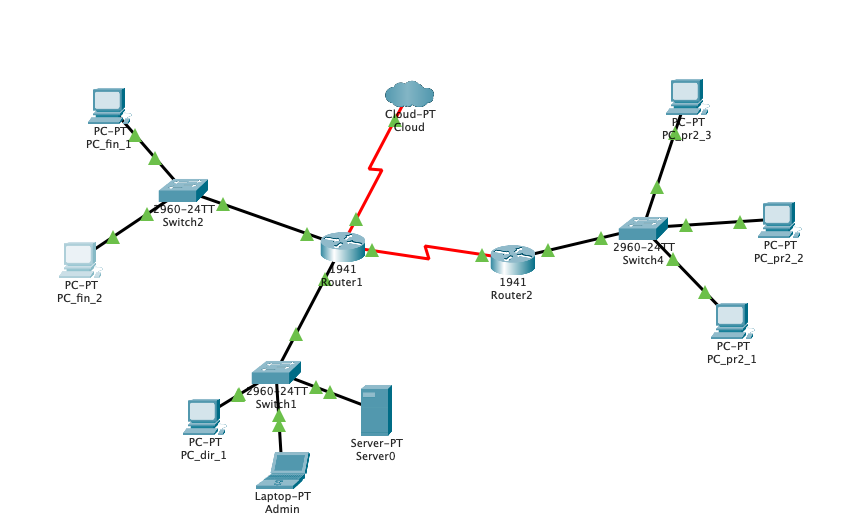 PC-PT
PC_fin_1
2960-24TT
Switch2
PC-PT
PC_fin_2
Cloud-PT
Cloud
1941
Router1
1941
Router2
PC-PT
PC_pr2_3
2960-24TT
Switch4
PC-PT
PC_pr2_2
PC-PT
PC_pr2_1
2960-24TT
Switch1
PC-PT
PC_dir_1
Server-PT
Server0
Laptop-PT
Admin